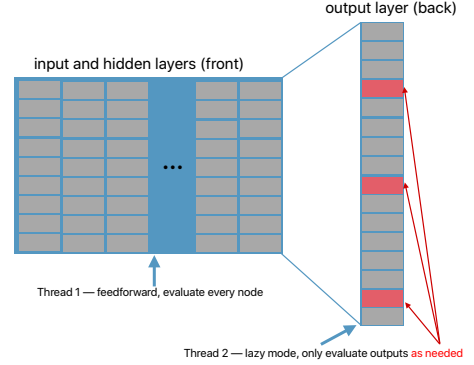 output layer (back)
input and hidden layers (front)
...
Thread 1 — feedforward, evaluate every node
Thread 2 — lazy mode, only evaluate outputs as needed